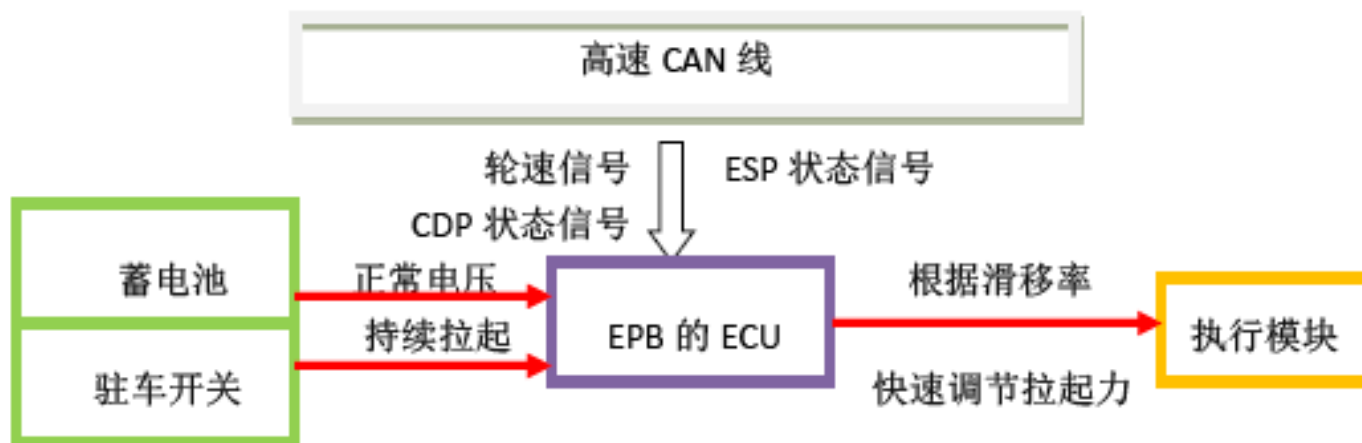 高速 CAN 线
轮速信号
ESP 状态信号
CDP 状态信号
蓄电池
正常电压
根据滑移率
持续拉起
EPB 的 ECU
执行模块
驻车开关
快速调节拉起力